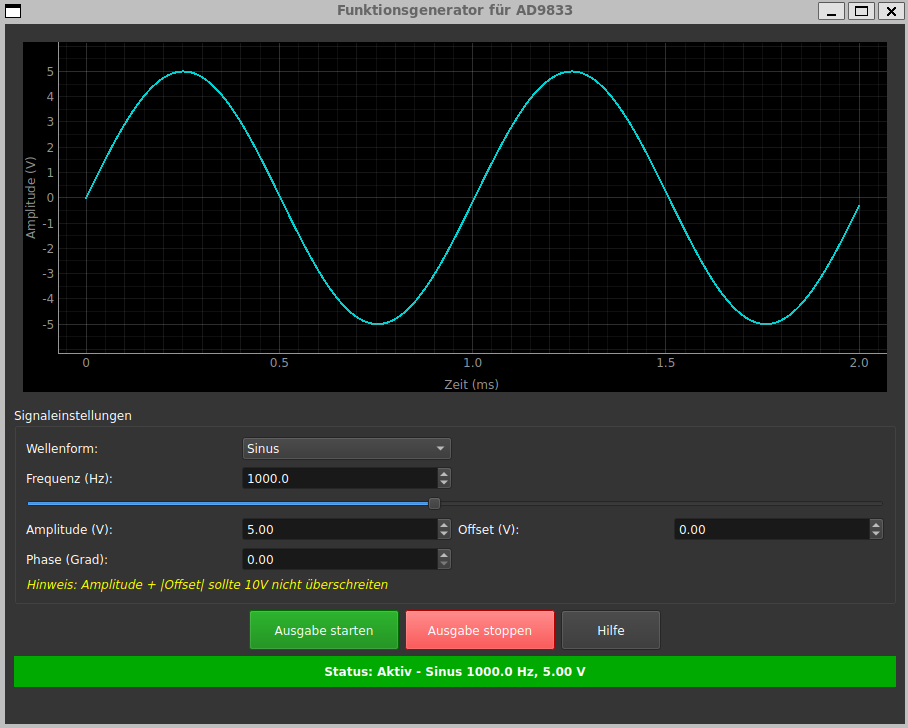 Funktionsgenerator für AD9833
5
4
3
2
1
0
-1
-2
-3
-4
-5
Amplitude (V)
0 0.5 1.0 1.5 2.0
Zeit (ms)
Signaleinstellungen
Wellenform: Sinus
Frequenz (Hz): 1000.0
Amplitude (V): 5.00 Offset (V): 0.00
Phase (Grad): 0.00
Hinweis: Amplitude + |Offset| sollte 10V nicht überschreiten
Ausgabe starten Ausgabe stoppen Hilfe
Status: Aktiv - Sinus 1000.0 Hz, 5.00 V